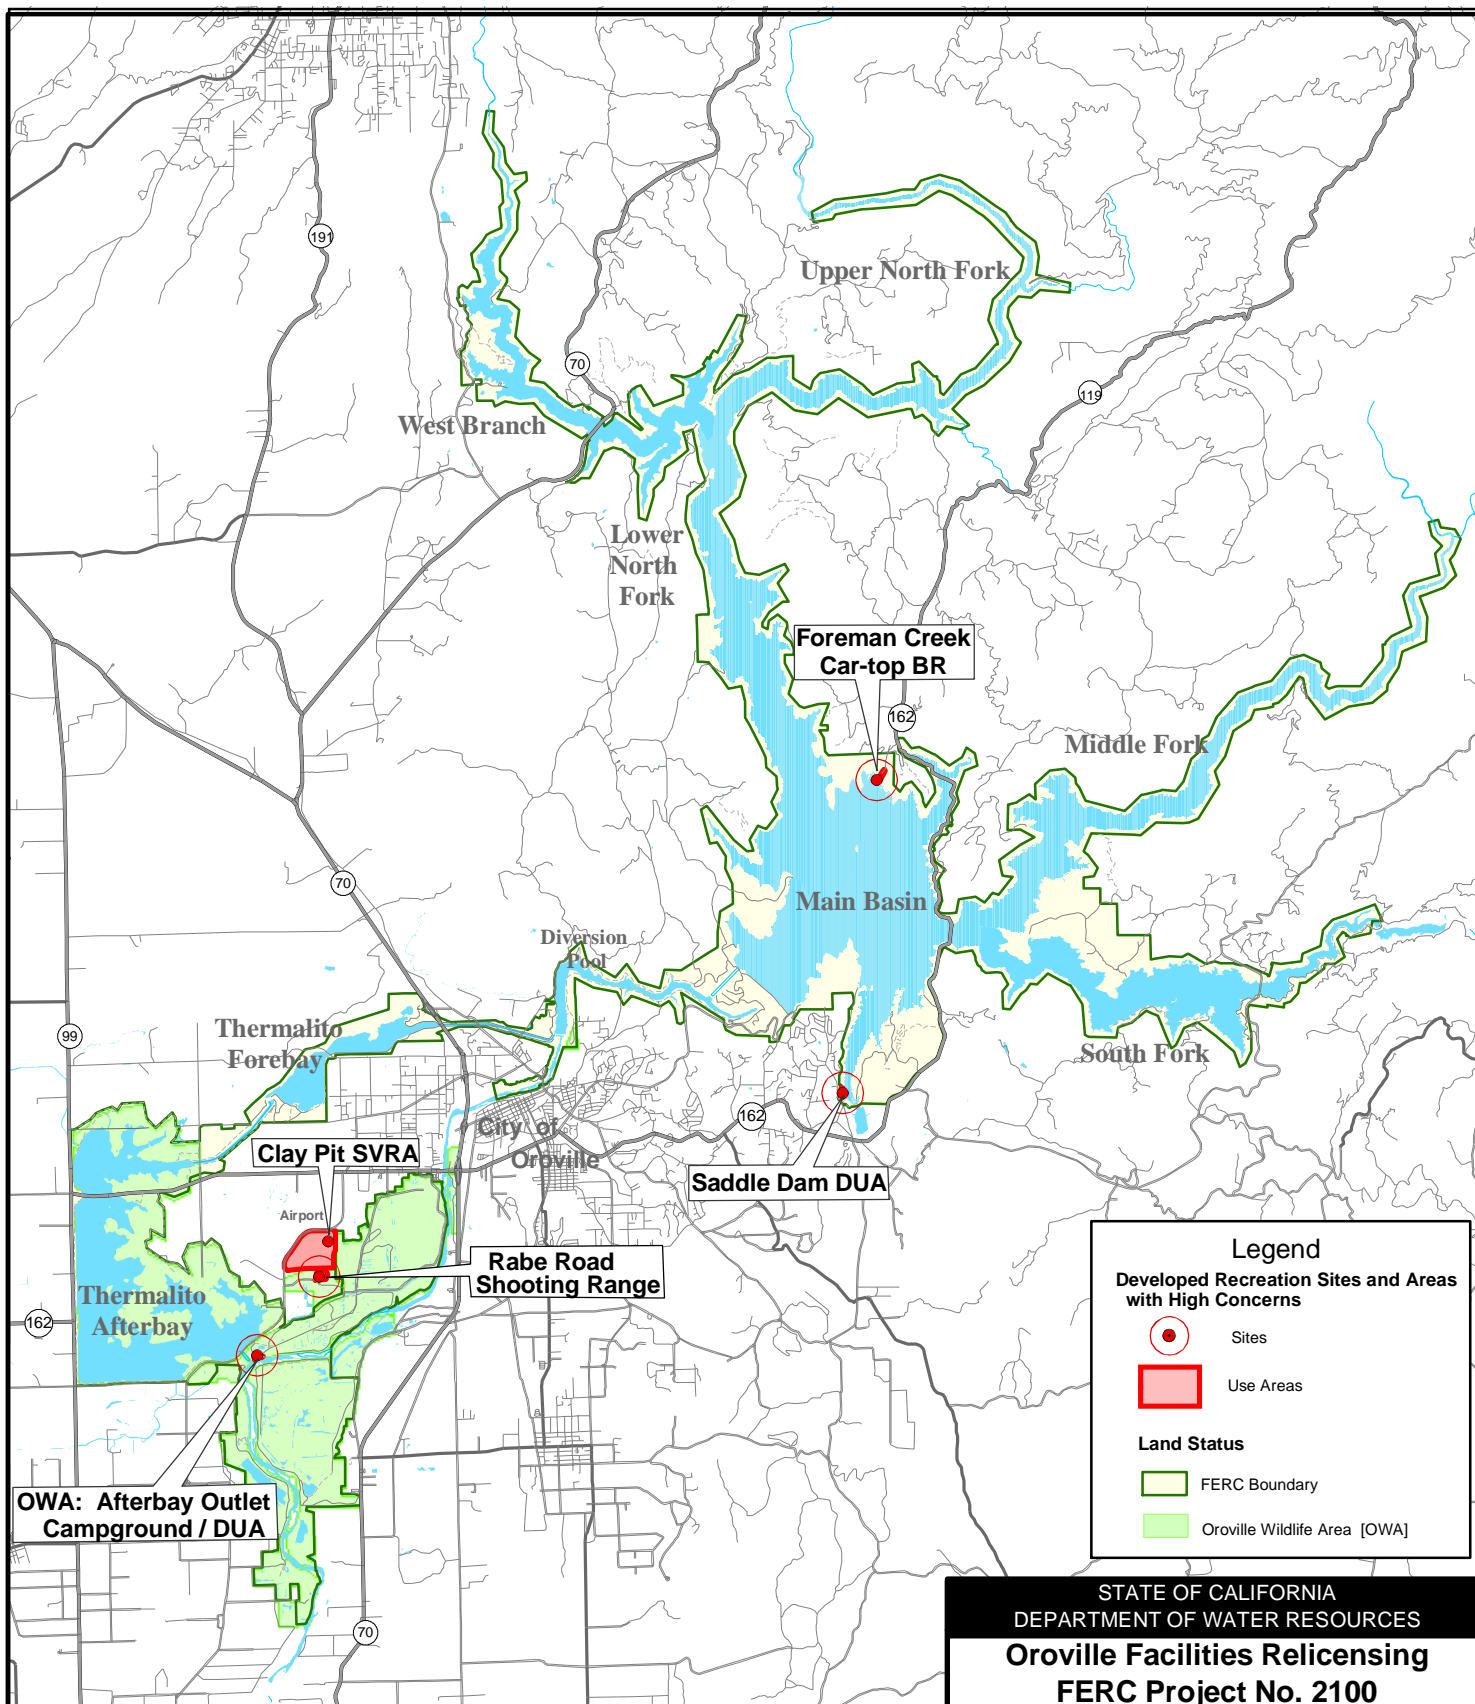 191
Upper North Fork
70
119
West Branch
Lower
North
Fork
Foreman Creek
Car-top BR
162
Middle Fork
70
Main Basin
Diversion
Pool
Thermalito
Forebay
99
South Fork
162
City of
Oroville
Clay Pit SVRA
Saddle Dam DUA
Airport
Rabe Road
Shooting Range
Thermalito
Afterbay
162
OWA: Afterbay Outlet
Campground / DUA
70
Legend
Developed Recreation Sites and Areas
with High Concerns
Sites
Use Areas
Land Status
FERC Boundary
Oroville Wildlife Area [OWA]
STATE OF CALIFORNIA
DEPARTMENT OF WATER RESOURCES
Oroville Facilities Relicensing
FERC Project No. 2100